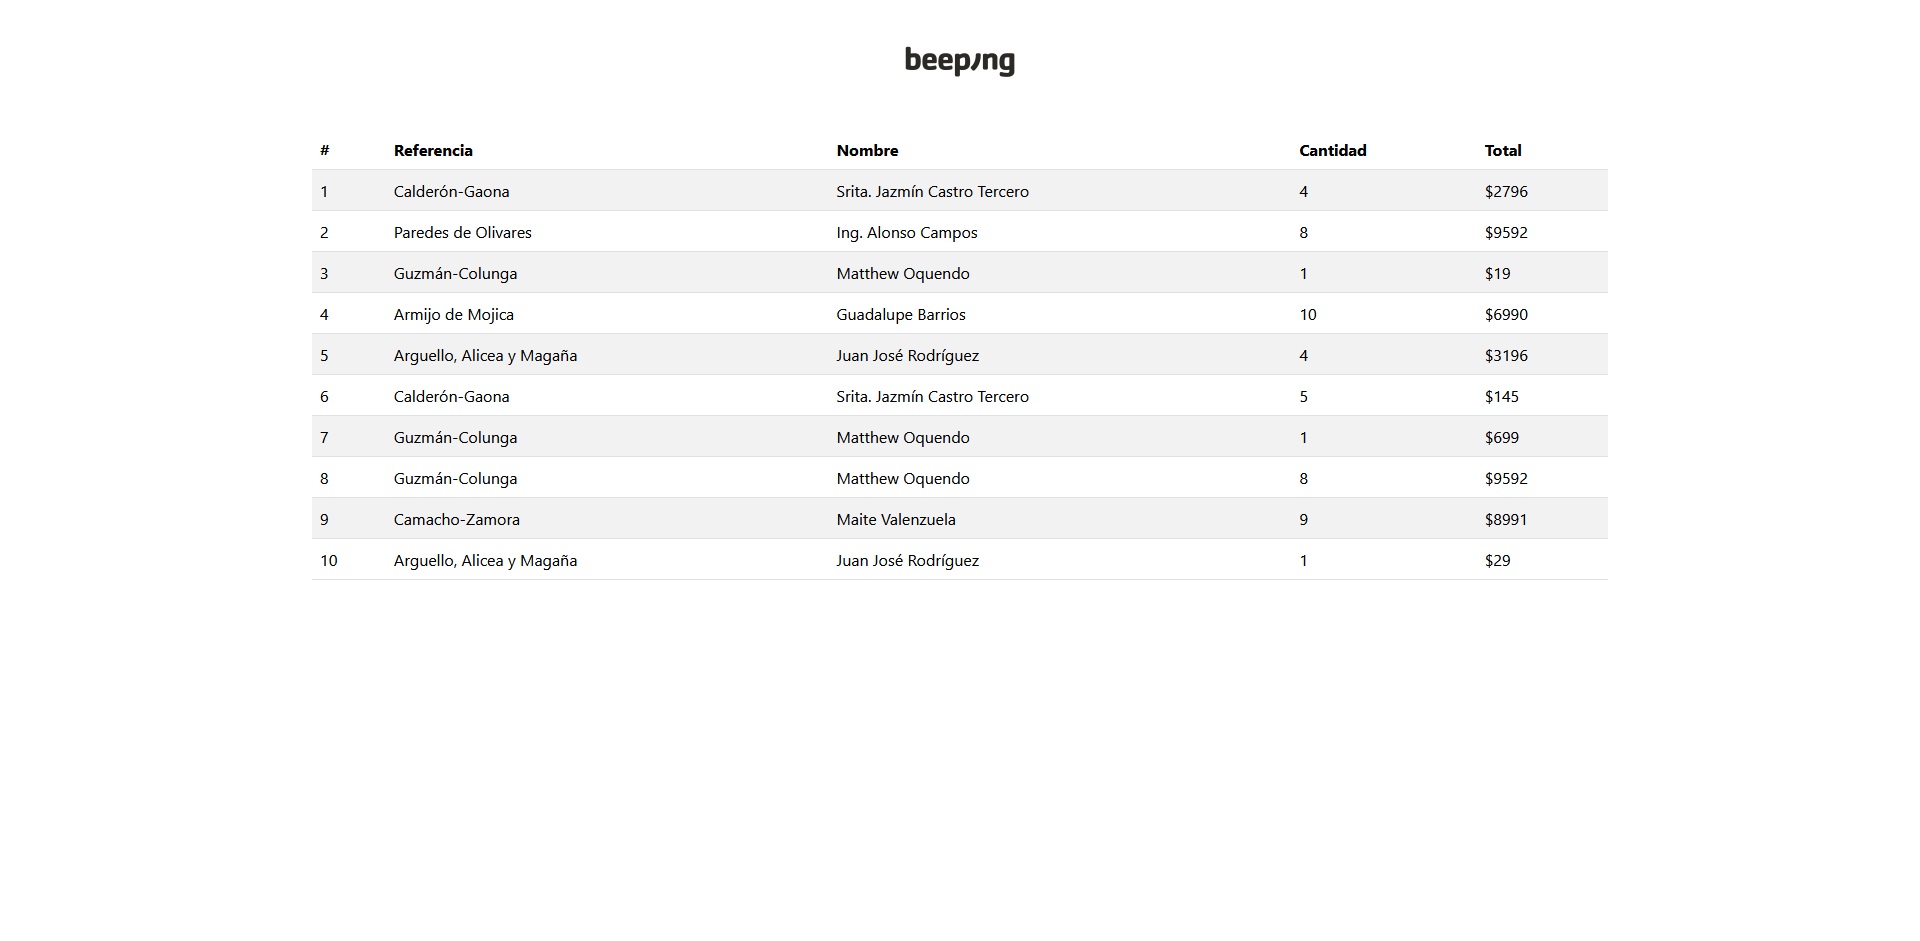 beeping
# Referencia Nombre Cantidad Total
1 Calderón-Gaona Srita. Jazmín Castro Tercero 4 $2796
2 Paredes de Olivares Ing. Alonso Campos 8 $9592
3 Guzmán-Colunga Matthew Oquendo 1 $19
4 Armijo de Mojica Guadalupe Barrios 10 $6990
5 Arguello, Alicea y Magaña Juan José Rodríguez 4 $3196
6 Calderón-Gaona Srita. Jazmín Castro Tercero 5 $145
7 Guzmán-Colunga Matthew Oquendo 1 $699
8 Guzmán-Colunga Matthew Oquendo 8 $9592
9 Camacho-Zamora Maite Valenzuela 9 $8991
10 Arguello, Alicea y Magaña Juan José Rodríguez 1 $29